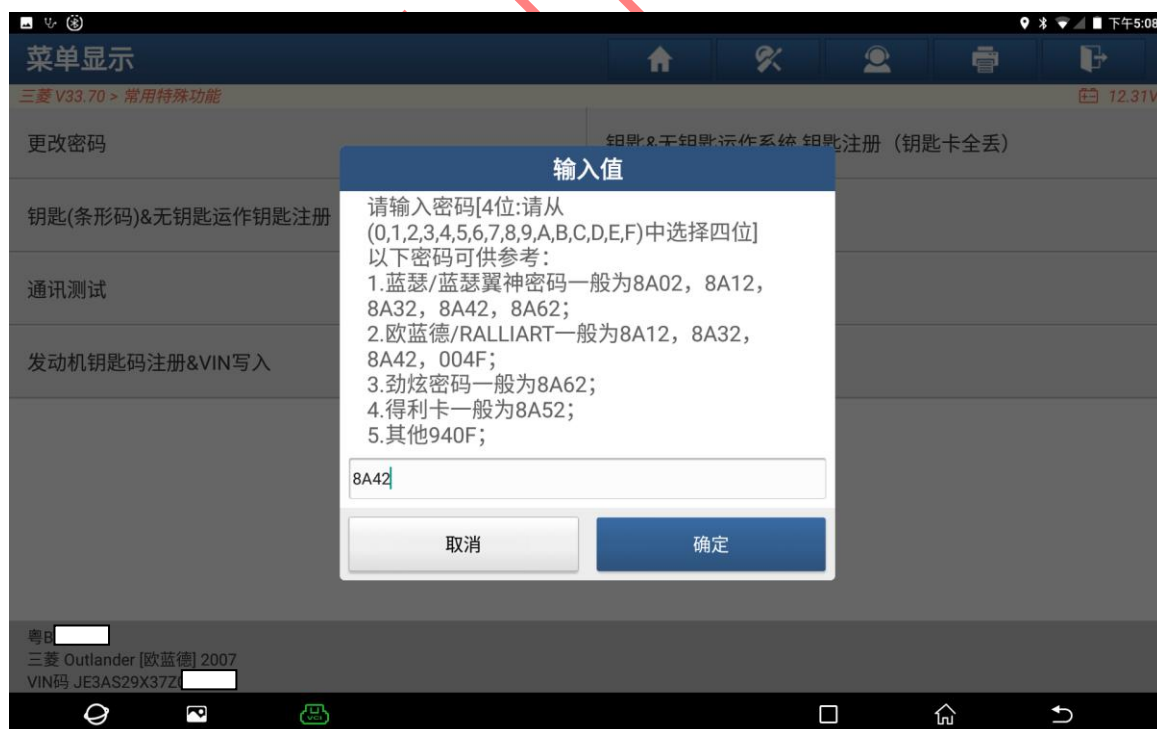 下午5:08
菜单显示
三菱 V33.70 > 常用特殊功能
12.31V
更改密码
钥匙&无钥匙运作系统 钥匙注册（钥匙卡全丢）
输入值
钥匙(条形码)&无钥匙运作钥匙注册
请输入密码[4位:请从
(0,1,2,3,4,5,6,7,8,9,A,B,C,D,E,F)中选择四位]
以下密码可供参考：
1.蓝瑟/蓝瑟翼神密码一般为8A02，8A12，
8A32，8A42，8A62；
2.欧蓝德/RALLIART一般为8A12，8A32，
8A42，004F；
3.劲炫密码一般为8A62；
4.得利卡一般为8A52；
5.其他940F；
通讯测试
发动机钥匙码注册&VIN写入
8A42
取消
确定
粤B
三菱 Outlander [欧蓝德] 2007
VIN码 JE3AS29X37Z
VCI